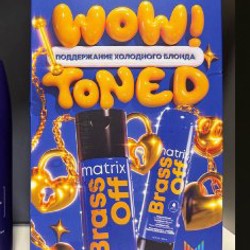 WOW!
ПОДДЕРЖАНИЕ ХОЛОДНОГО БЛОНДА
TONED
matrix
Brass Off
matrix
Brass Off